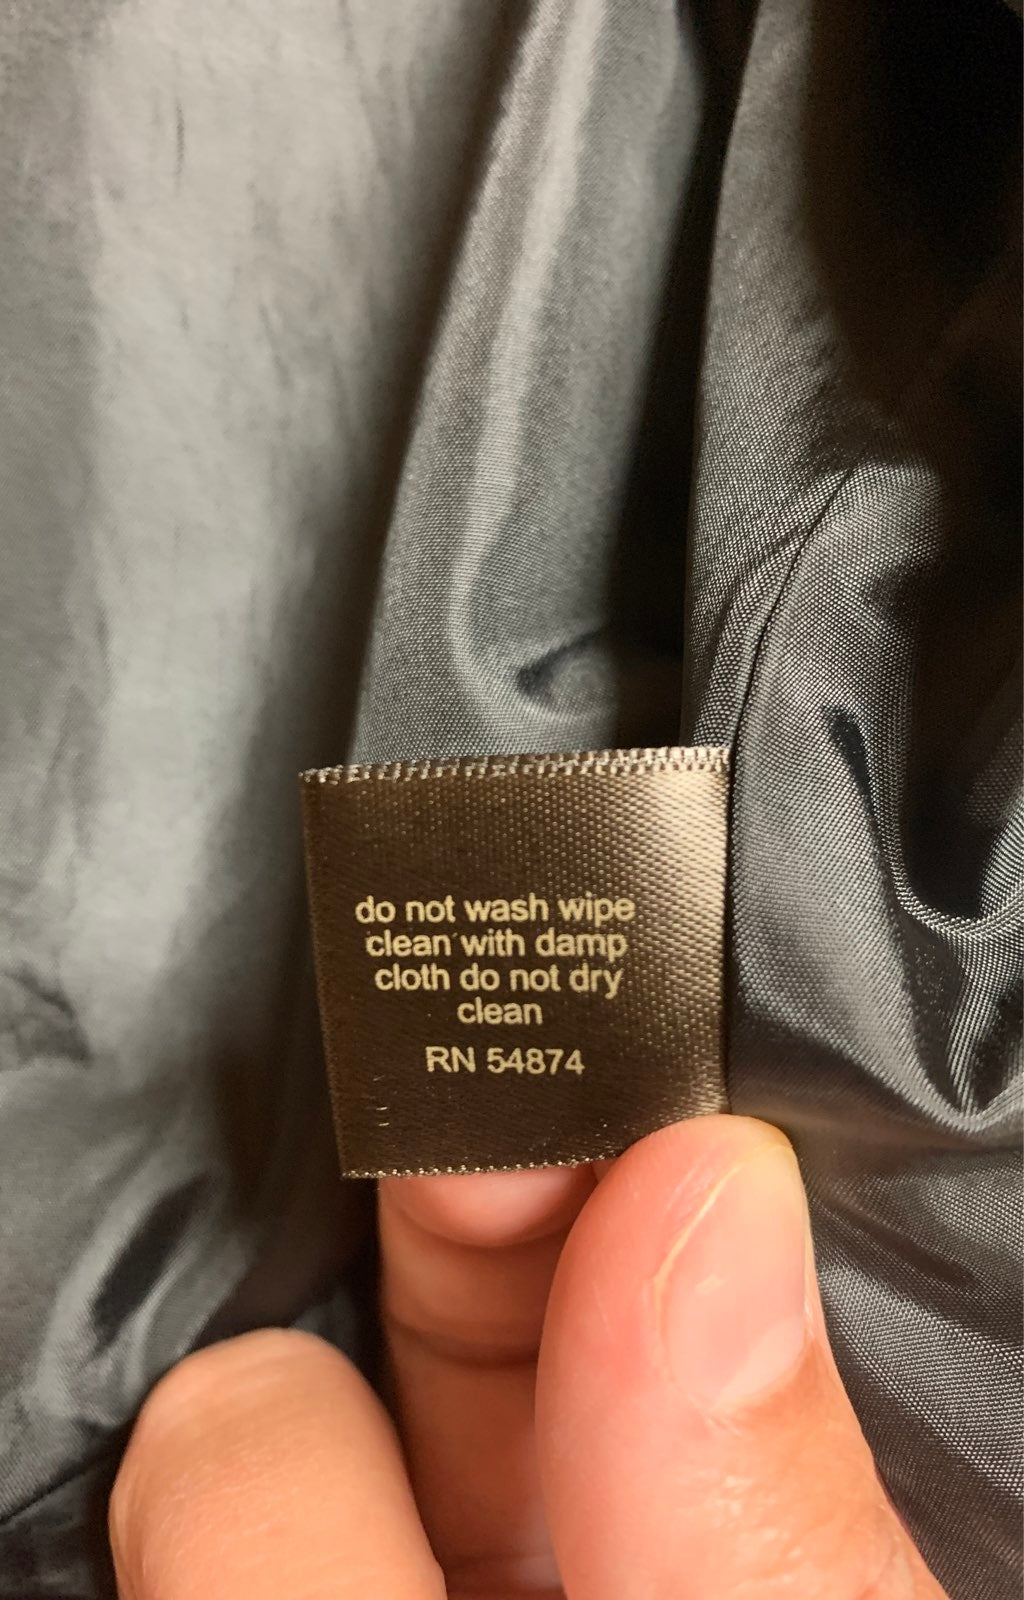 do not wash wipe
clean with damp
cloth do not dry
clean
RN 54874